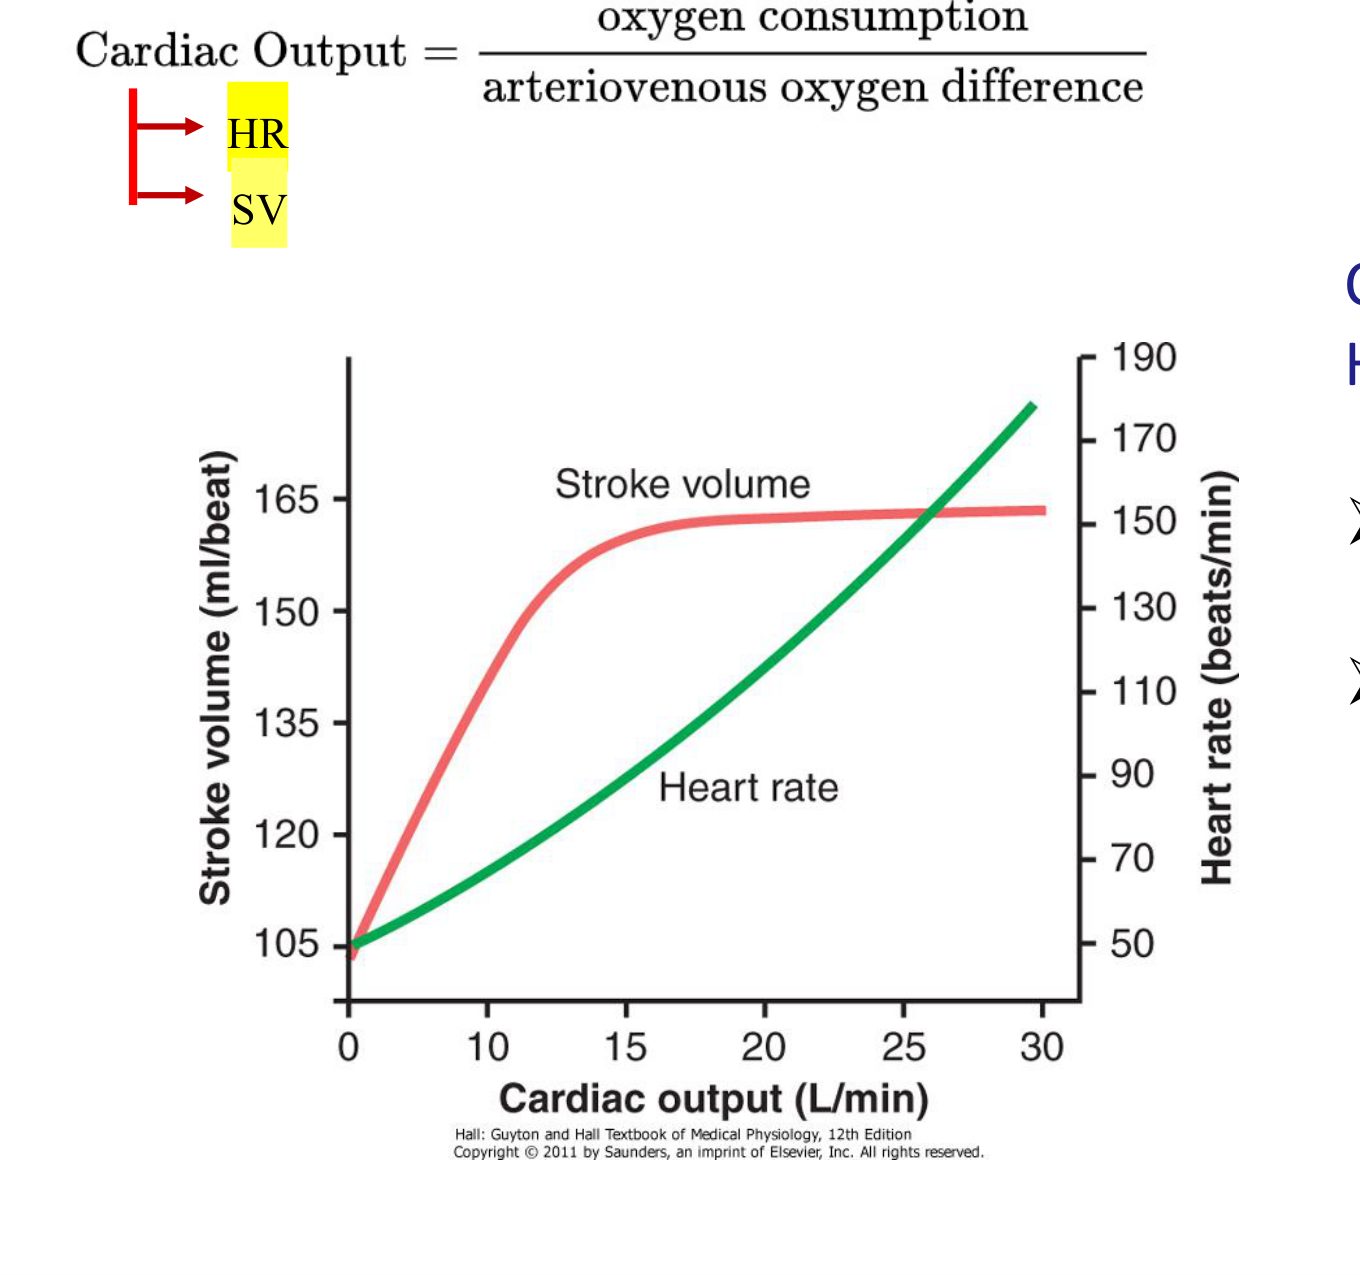 oxygen consumption
Cardiac Output =
arteriovenous oxygen difference
HR
SV
190
170
150
130
110
90
70
50
Heart rate (beats/min)
Stroke volume (ml/beat)
165
150
135
120
105
Stroke volume
Heart rate
0 10 15 20 25 30
Cardiac output (L/min)
Hall: Guyton and Hall Textbook of Medical Physiology, 12th Edition
Copyright © 2011 by Saunders, an imprint of Elsevier, Inc. All rights reserved.